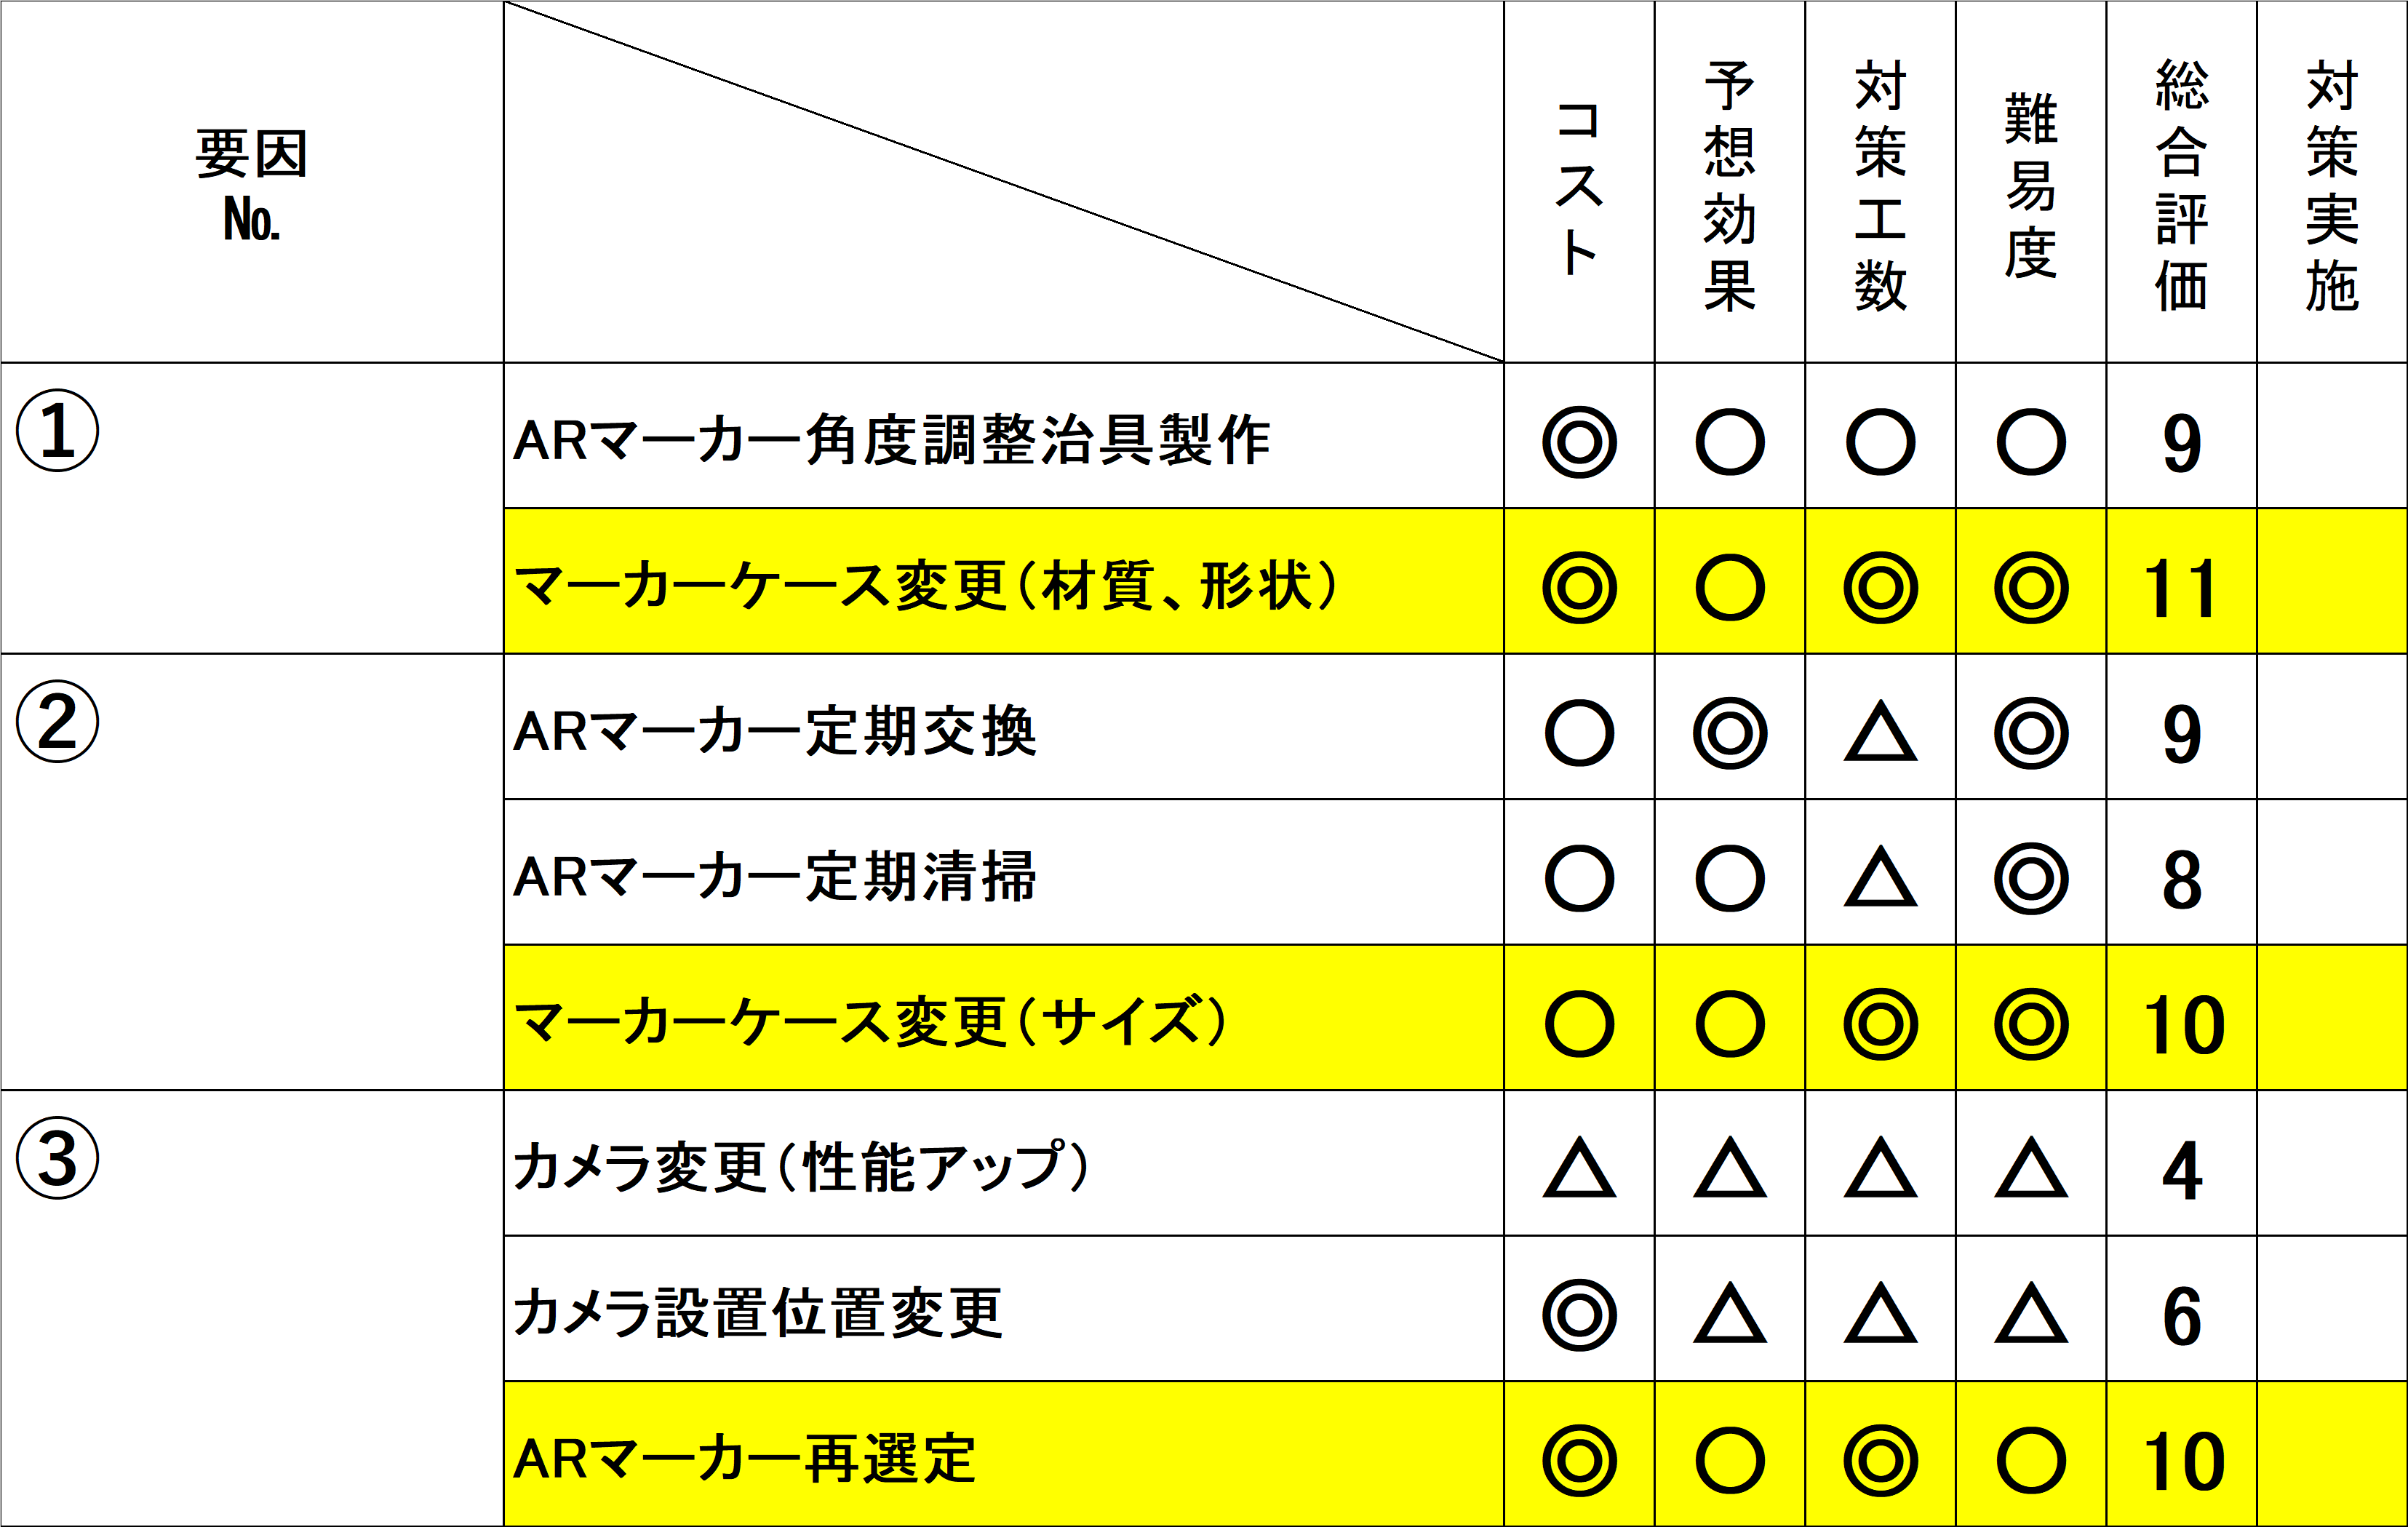 要因
№.
コスト
予想効果
対策工数
難易度
総合評価
対策実施
①
ARマーカー角度調整治具製作 ◎ ○ ○ ○ 9
マーカーケース変更（材質、形状） ◎ ○ ◎ ◎ 11
②
ARマーカー定期交換 ○ ◎ △ ◎ 9
ARマーカー定期清掃 ○ ○ △ ◎ 8
マーカーケース変更（サイズ） ○ ○ ◎ ◎ 10
③
カメラ変更（性能アップ） △ △ △ △ 4
カメラ設置位置変更 ◎ △ △ △ 6
ARマーカー再選定 ◎ ○ ◎ ○ 10